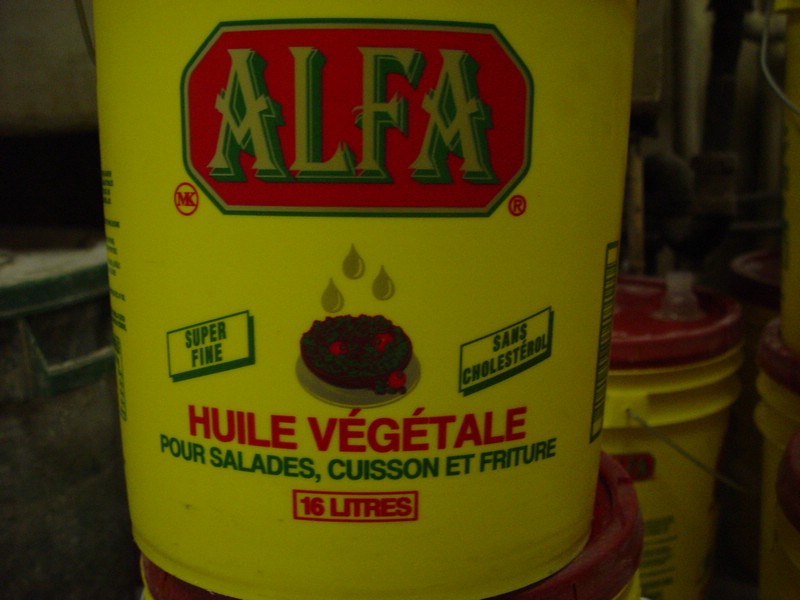 ALFA
MK
®
SUPER
FINE
SANS
CHOLESTÉROL
HUILE VÉGÉTALE
POUR SALADES, CUISSON ET FRITURE
16 LITRES